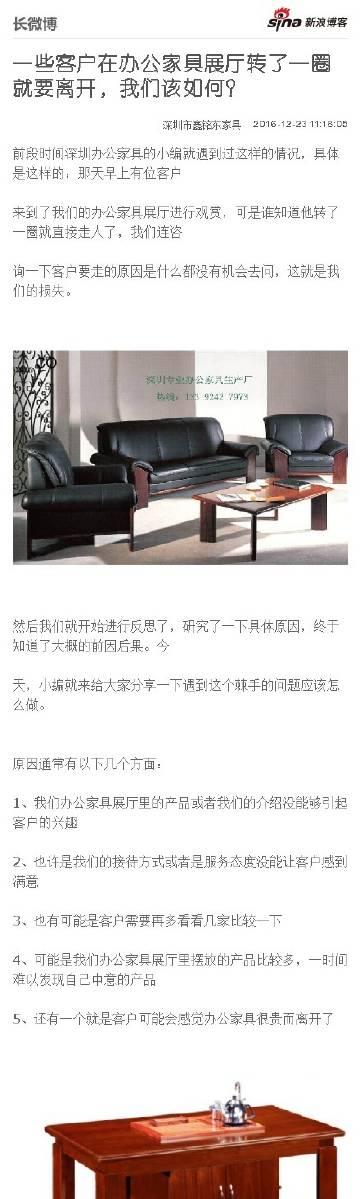 长微博
sina 新浪博客
一些客户在办公家具展厅转了一圈
就要离开，我们该如何？
深圳市鑫铭东家具 2016-12-23 11:18:05
前段时间深圳办公家具的小编就遇到过这样的情况，具体
是这样的，那天早上有位客户
来到了我们的办公家具展厅进行观赏，可是谁知道他转了
一圈就直接走人了，我们连咨
询一下客户要走的原因是什么都没有机会去问，这就是我
们的损失。
深圳专业办公家具生产厂
热线：133 9242 7973
然后我们就开始进行反思了，研究了一下具体原因，终于
知道了大概的前因后果。今
天，小编就来给大家分享一下遇到这个棘手的问题应该怎
么做。
原因通常有以下几个方面：
1、我们办公家具展厅里的产品或者我们的介绍没能够引起
客户的兴趣
2、也许是我们的接待方式或者是服务态度没能让客户感到
满意
3、也有可能是客户需要再多看看几家比较一下
4、可能是我们办公家具展厅里摆放的产品比较多，一时间
难以发现自己中意的产品
5、还有一个就是客户可能会感觉办公家具很贵而离开了